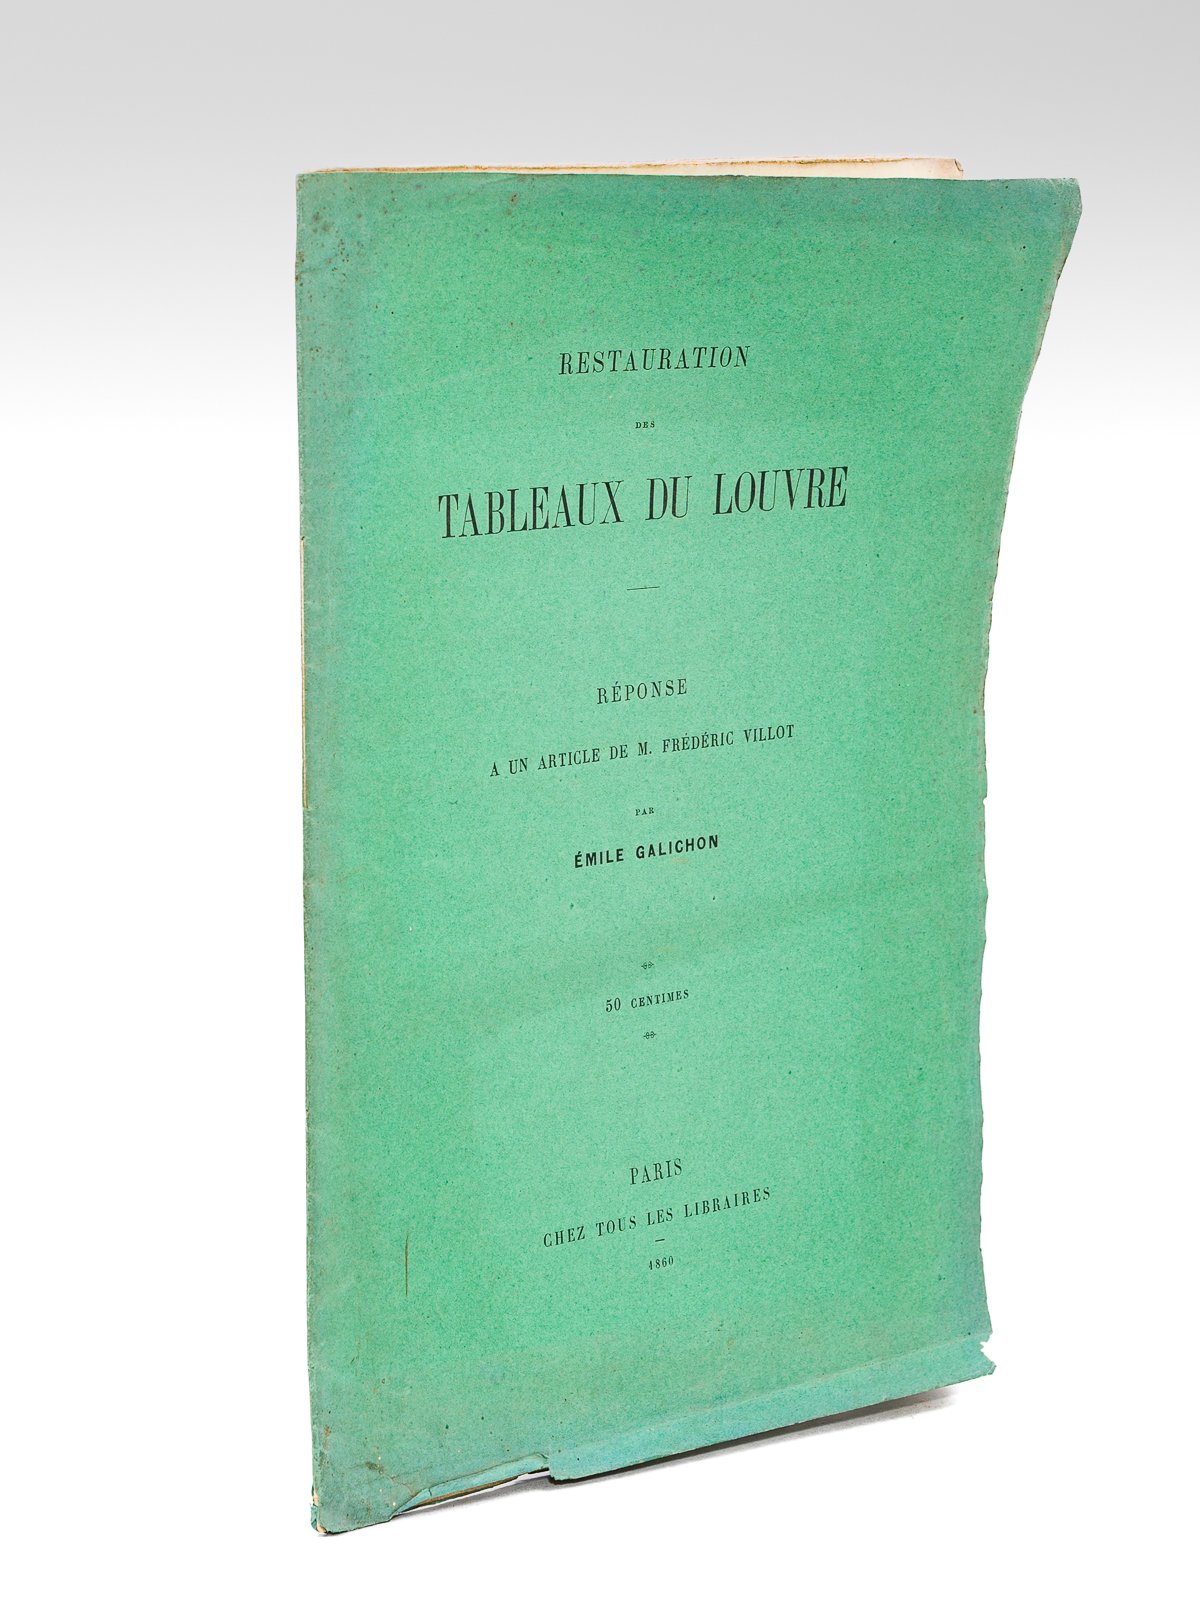 RESTAURATION
DES
TABLEAUX DU LOUVRE
RÉPONSE
A UN ARTICLE DE M. FRÉDÉRIC VILLOT
PAR
ÉMILE GALICHON
50 CENTIMES
PARIS
CHEZ TOUS LES LIBRAIRES
1860